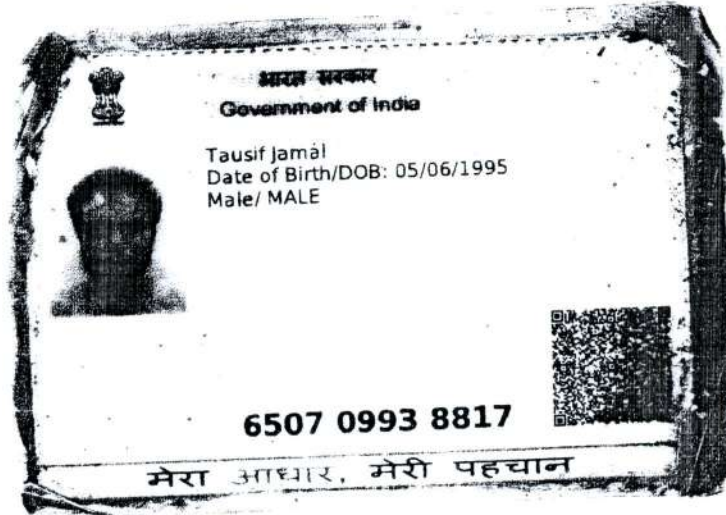 भारत सरकार
Government of India
Tausif Jamal
Date of Birth/DOB: 05/06/1995
Male/ MALE
6507 0993 8817
मेरा आधार, मेरी पहचान